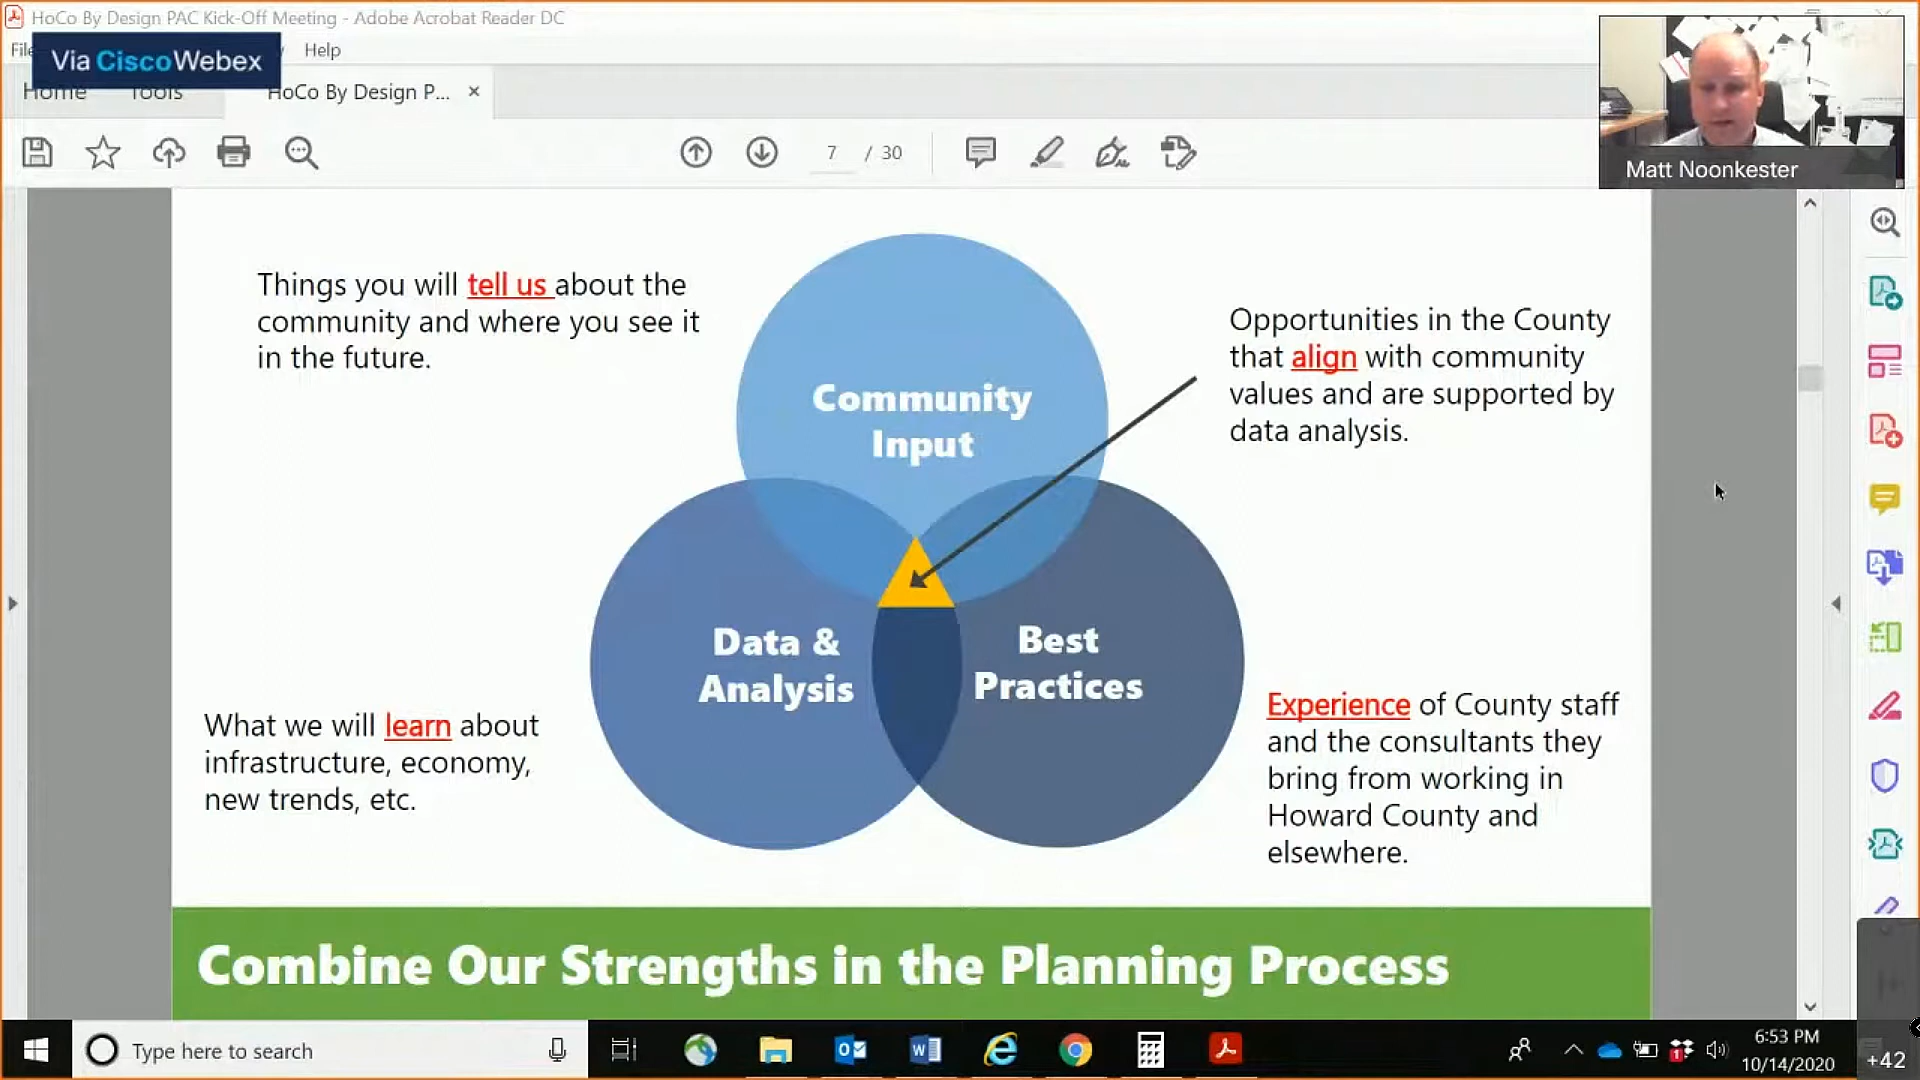 HoCo By Design PAC Kick-Off Meeting - Adobe Acrobat Reader DC
Help
Via CiscoWebex
Home Tools HoCo By Design P... ×
7 / 30
Matt Noonkester
Things you will tell us about the
community and where you see it
in the future.
Opportunities in the County
that align with community
values and are supported by
data analysis.
Community
Input
Data &
Analysis
Best
Practices
What we will learn about
infrastructure, economy,
new trends, etc.
Experience of County staff
and the consultants they
bring from working in
Howard County and
elsewhere.
Combine Our Strengths in the Planning Process
Type here to search
6:53 PM
10/14/2020
+42